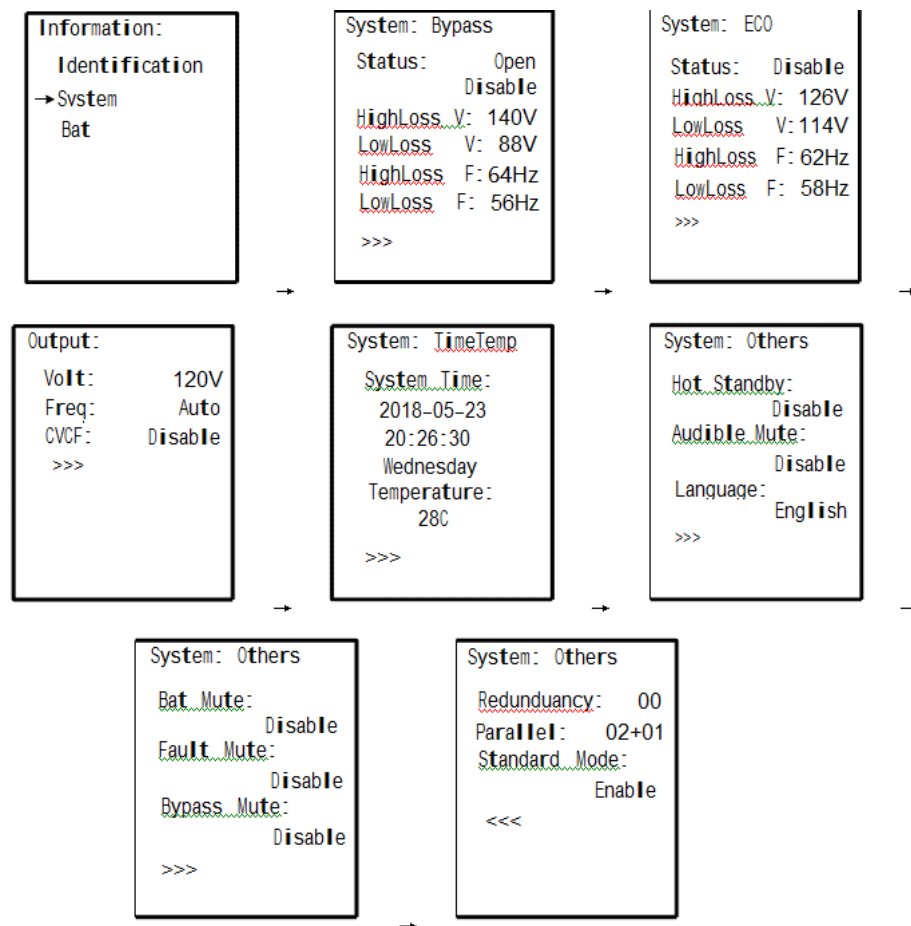 Information:
Identification
→System
Bat
System: Bypass
Status: Open
Disable
HighLoss V: 140V
LowLoss V: 88V
HighLoss F: 64Hz
LowLoss F: 56Hz
>>>
System: ECO
Status: Disable
HighLoss V: 126V
LowLoss V: 114V
HighLoss F: 62Hz
LowLoss F: 58Hz
>>>
Output:
Volt: 120V
Freq: Auto
CVCF: Disable
>>>
System: TimeTemp
System Time:
2018-05-23
20:26:30
Wednesday
Temperature:
28C
>>>
System: Others
Hot Standby:
Disable
Audible Mute:
Disable
Language:
English
>>>
System: Others
Bat Mute:
Disable
Fault Mute:
Disable
Bypass Mute:
Disable
>>>
System: Others
Redunduancy: 00
Parallel: 02+01
Standard Mode:
Enable
<<<